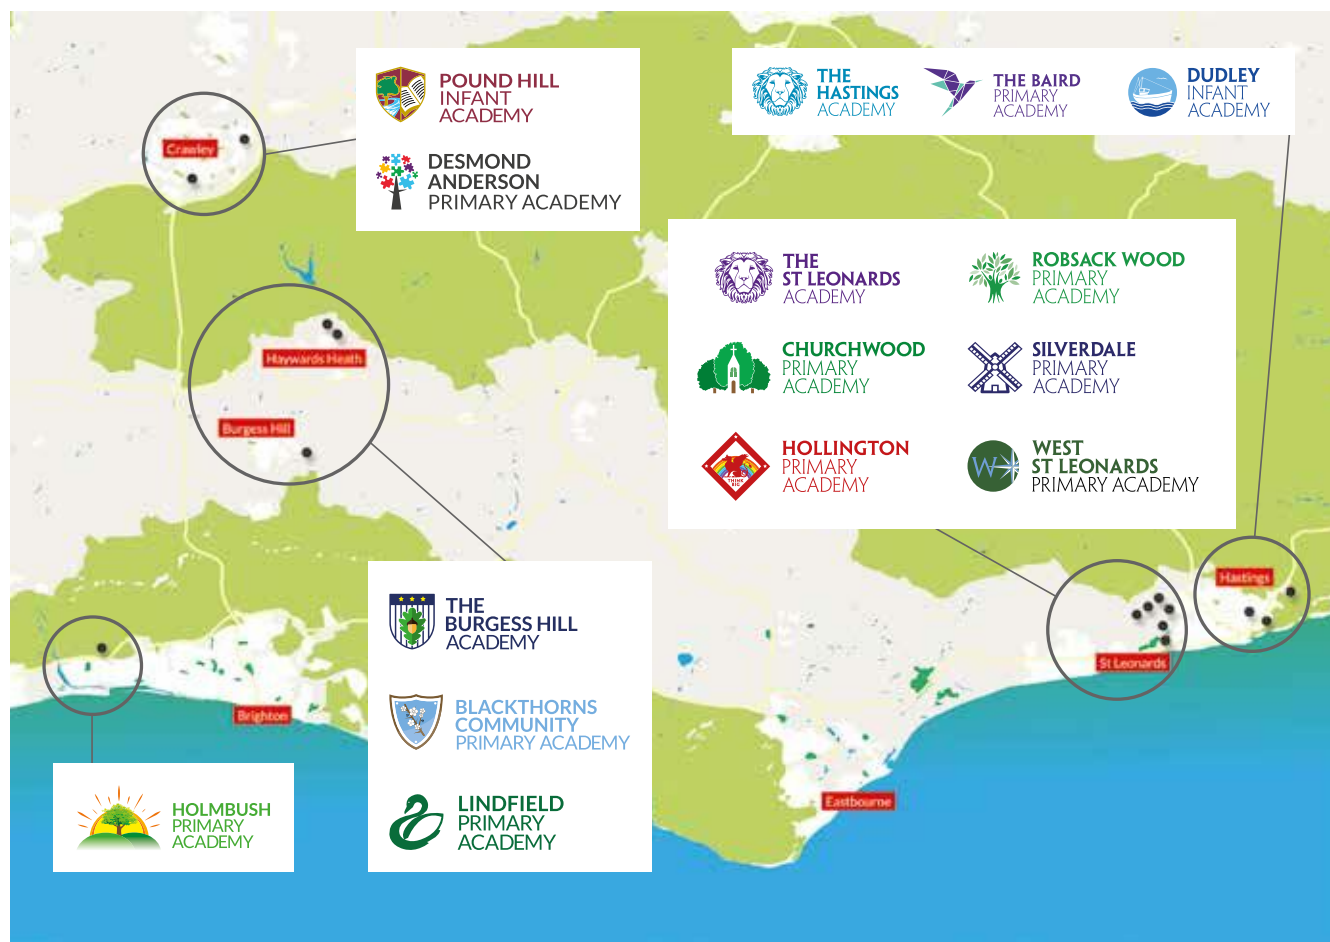 Crawley
POUND HILL
INFANT
ACADEMY
DESMOND
ANDERSON
PRIMARY ACADEMY
THE
HASTINGS
ACADEMY
THE BAIRD
PRIMARY
ACADEMY
DUDLEY
INFANT
ACADEMY
THE
ST LEONARDS
ACADEMY
ROBSACK WOOD
PRIMARY
ACADEMY
CHURCHWOOD
PRIMARY
ACADEMY
SILVERDALE
PRIMARY
ACADEMY
HOLLINGTON
PRIMARY
ACADEMY
THINK
BIG
W
WEST
ST LEONARDS
PRIMARY ACADEMY
Haywards Heath
Burgess Hill
Hastings
St Leonards
THE
BURGESS HILL
ACADEMY
BLACKTHORNS
COMMUNITY
PRIMARY ACADEMY
LINDFIELD
PRIMARY
ACADEMY
Brighton
Eastbourne
HOLMBUSH
PRIMARY
ACADEMY